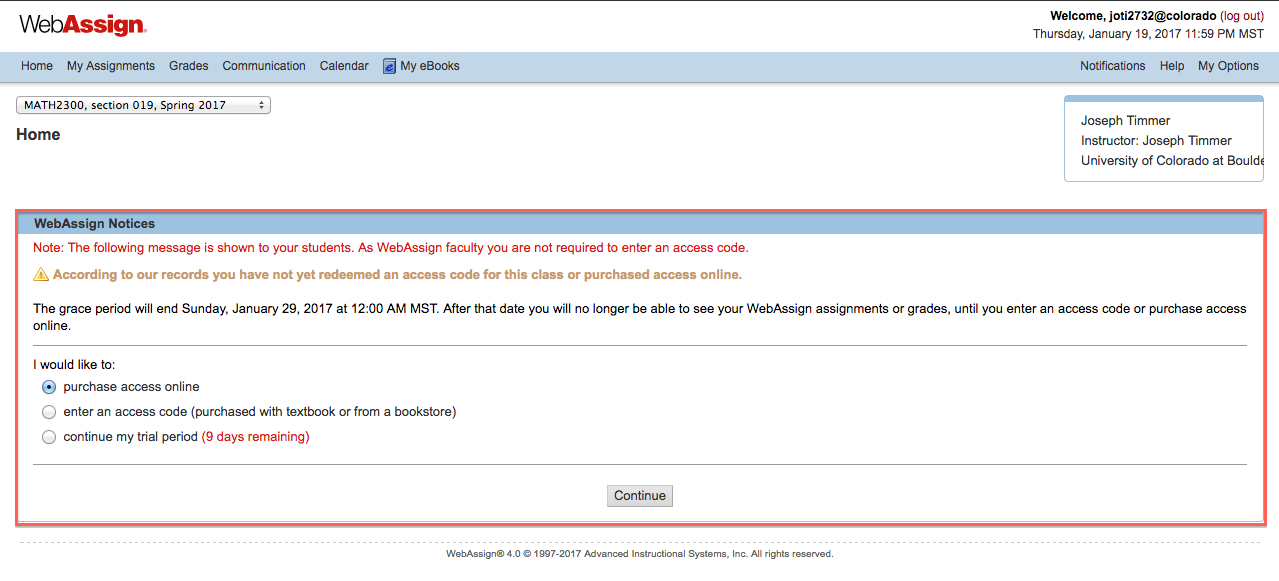 WebAssign.
Welcome, joti2732@colorado (log out)
Thursday, January 19, 2017 11:59 PM MST
Home My Assignments Grades Communication Calendar e My eBooks Notifications Help My Options
MATH2300, section 019, Spring 2017
Home
Joseph Timmer
Instructor: Joseph Timmer
University of Colorado at Boulde
WebAssign Notices
Note: The following message is shown to your students. As WebAssign faculty you are not required to enter an access code.
According to our records you have not yet redeemed an access code for this class or purchased access online.
The grace period will end Sunday, January 29, 2017 at 12:00 AM MST. After that date you will no longer be able to see your WebAssign assignments or grades, until you enter an access code or purchase access
online.
I would like to:
purchase access online
enter an access code (purchased with textbook or from a bookstore)
continue my trial period (9 days remaining)
Continue
WebAssign® 4.0 © 1997-2017 Advanced Instructional Systems, Inc. All rights reserved.